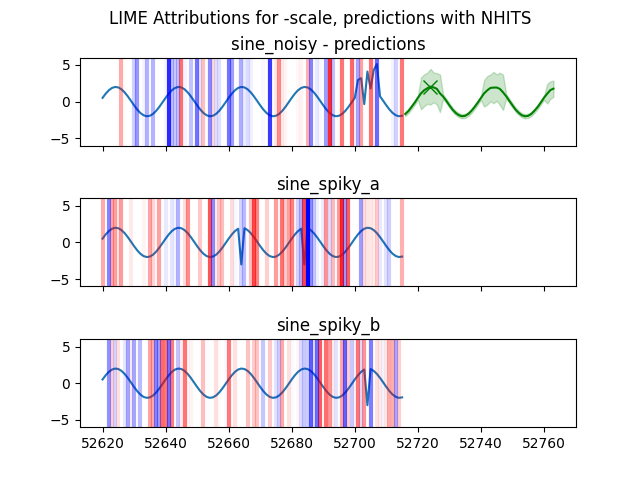 LIME Attributions for -scale, predictions with NHITS
sine_noisy - predictions
5
0
−5
sine_spiky_a
5
0
−5
sine_spiky_b
5
0
−5
52620 52640 52660 52680 52700 52720 52740 52760